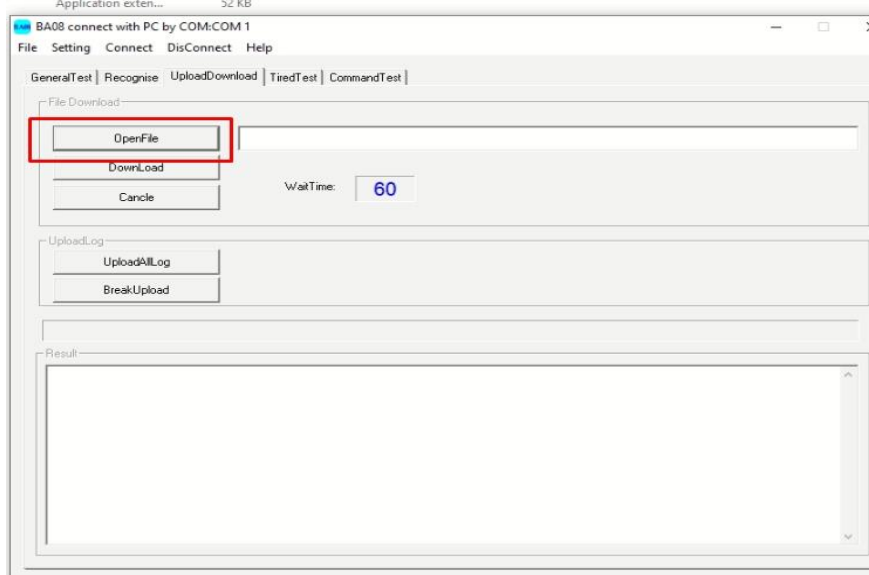 Application exten... 52 KB
BA08 connect with PC by COM:COM 1
File Setting Connect DisConnect Help
GeneralTest Recognise UploadDownload TiredTest CommandTest
File Download
OpenFile
DownLoad
WaitTime: 60
Cancle
UploadLog
UploadAllLog
BreakUpload
Result